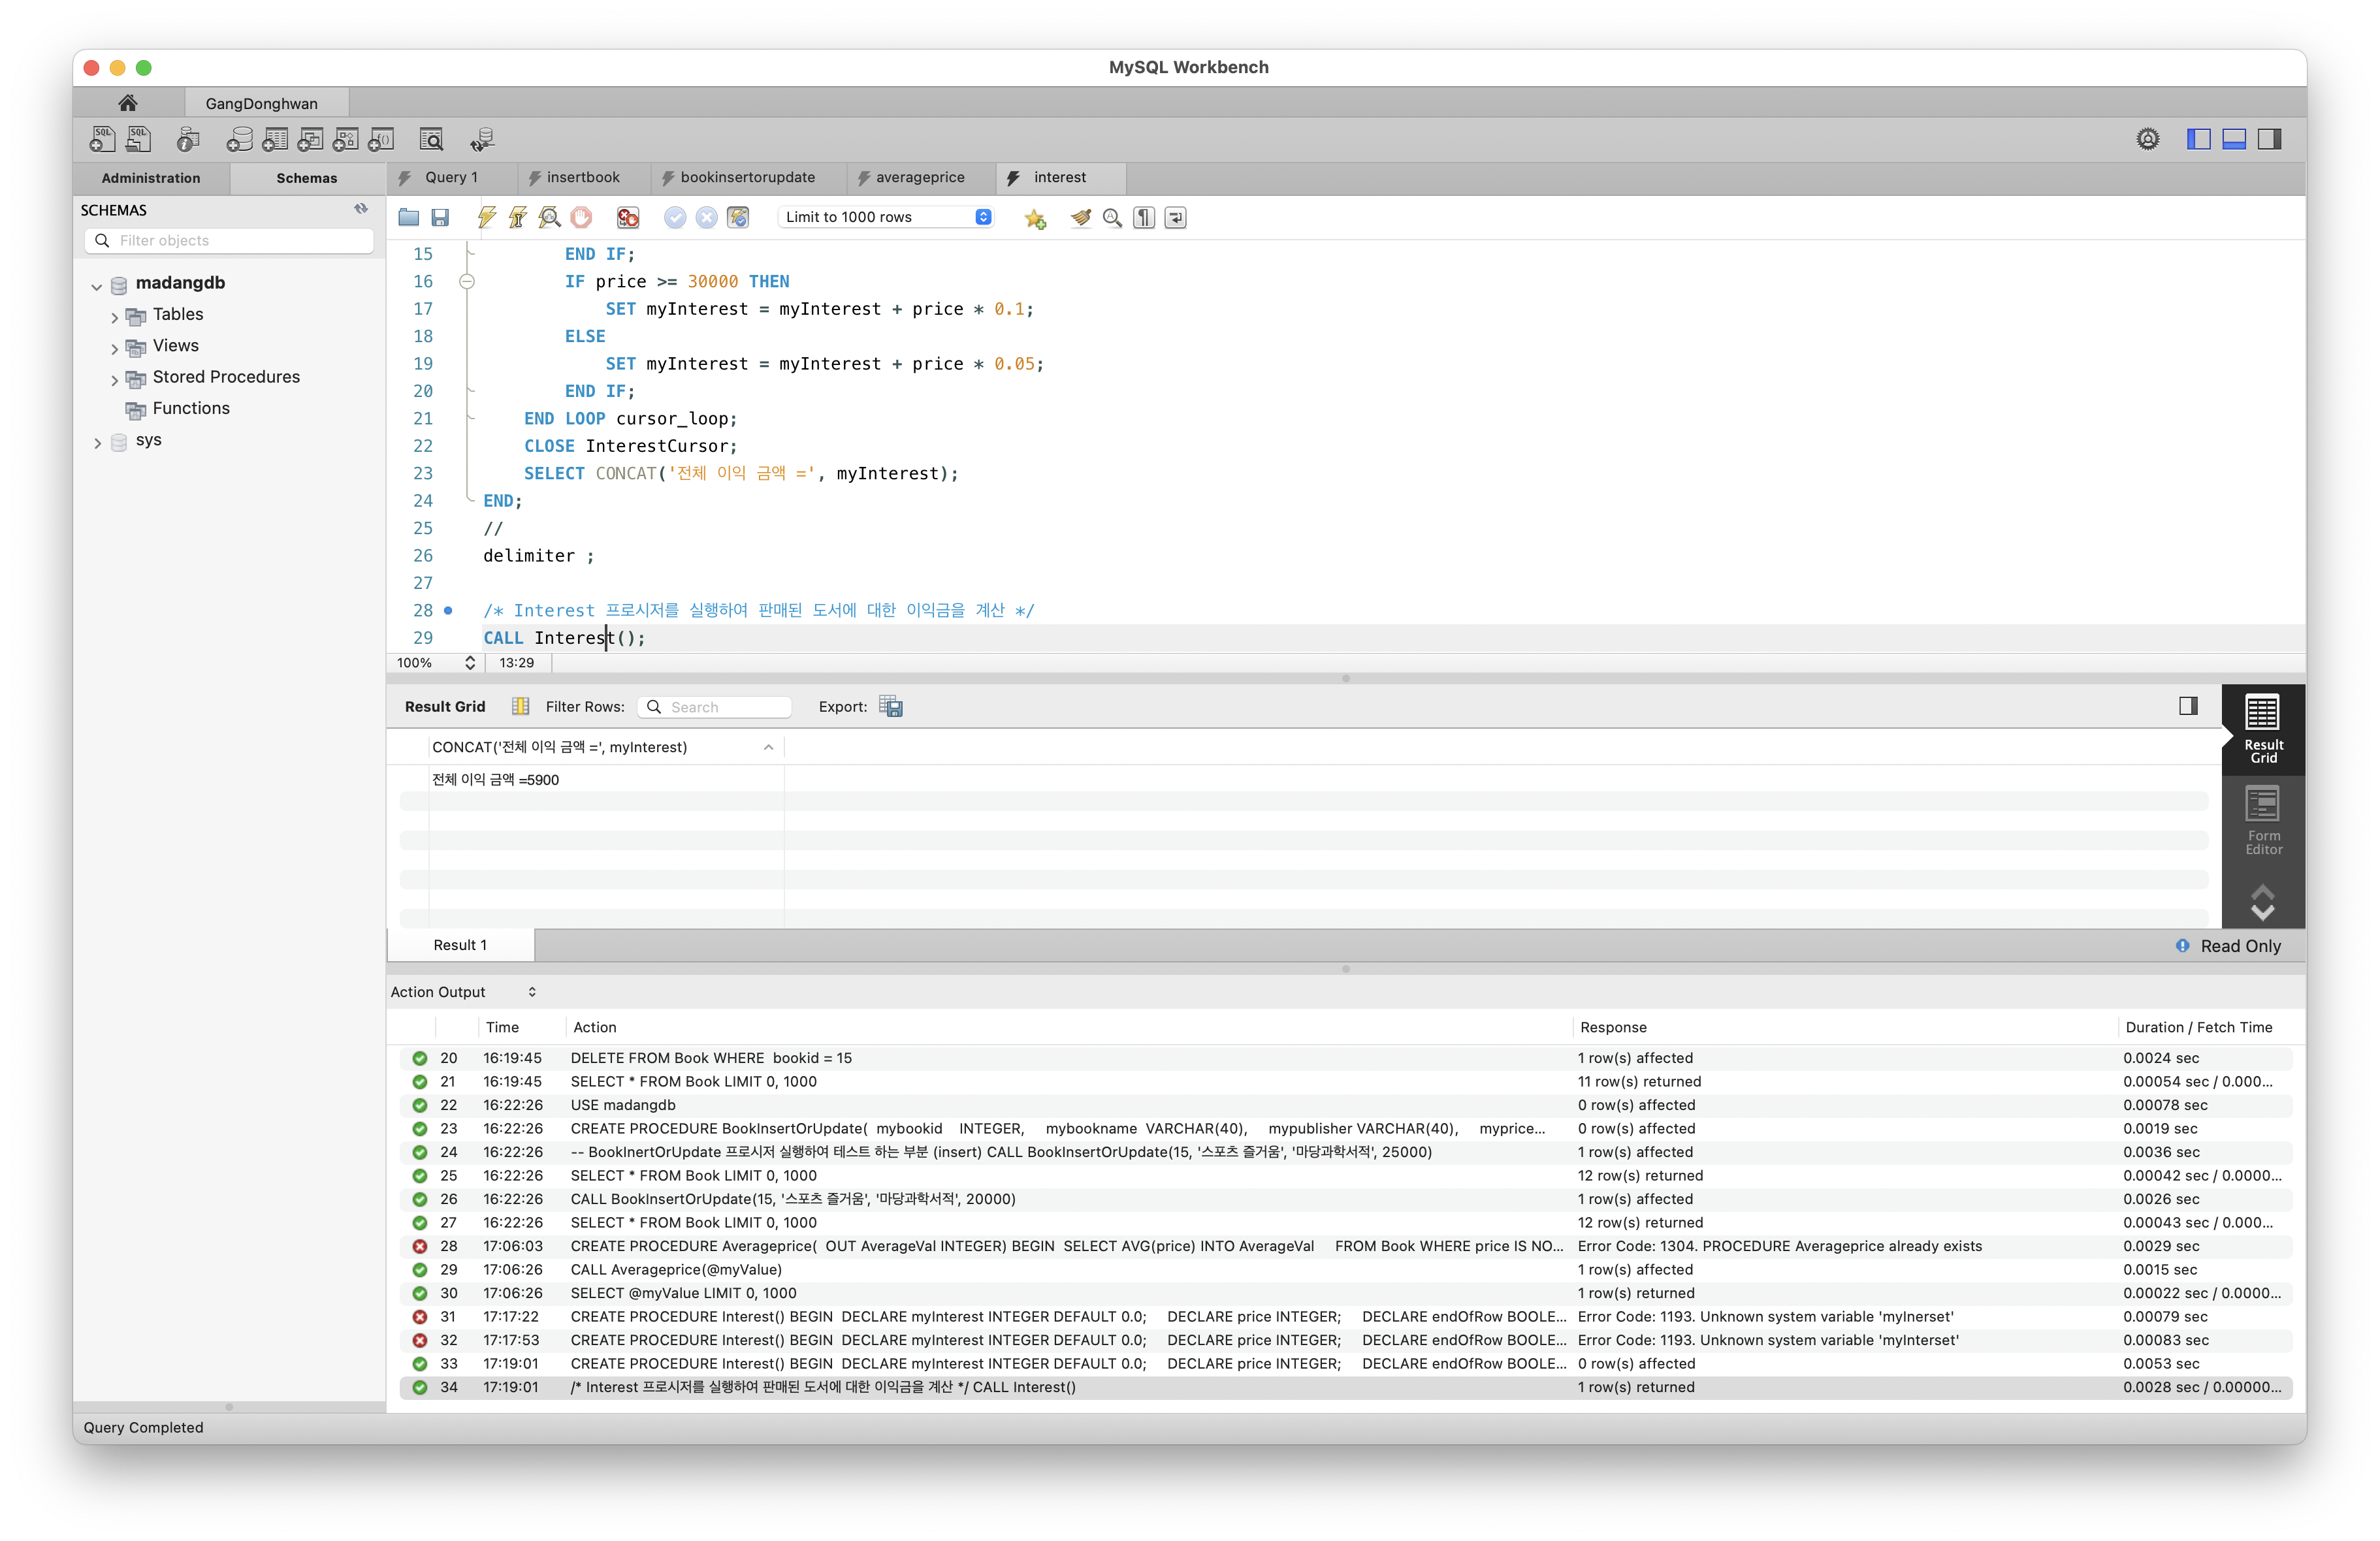 MySQL Workbench
GangDonghwan
Administration Schemas
Query 1 insertbook bookinsertorupdate averageprice interest
SCHEMAS
Filter objects
madangdb
Tables
Views
Stored Procedures
Functions
sys
Limit to 1000 rows
15 END IF;
16 IF price >= 30000 THEN
17 SET myInterest = myInterest + price * 0.1;
18 ELSE
19 SET myInterest = myInterest + price * 0.05;
20 END IF;
21 END LOOP cursor_loop;
22 CLOSE InterestCursor;
23 SELECT CONCAT('전체 이익 금액 =', myInterest);
24 END;
25 //
26 delimiter ;
27
28 /* Interest 프로시저를 실행하여 판매된 도서에 대한 이익금을 계산 */
29 CALL Interest();
100% 13:29
Result Grid Filter Rows: Search Export:
CONCAT('전체 이익 금액 =', myInterest)
전체 이익 금액 =5900
Result Grid
Form Editor
Result 1 Read Only
Action Output
Time Action Response Duration / Fetch Time
20 16:19:45 DELETE FROM Book WHERE bookid = 15 1 row(s) affected 0.0024 sec
21 16:19:45 SELECT * FROM Book LIMIT 0, 1000 11 row(s) returned 0.00054 sec / 0.000...
22 16:22:26 USE madangdb 0 row(s) affected 0.00078 sec
23 16:22:26 CREATE PROCEDURE BookInsertOrUpdate( mybookid INTEGER, mybookname VARCHAR(40), mypublisher VARCHAR(40), myprice... 0 row(s) affected 0.0019 sec
24 16:22:26 -- BookInertOrUpdate 프로시저 실행하여 테스트 하는 부분 (insert) CALL BookInsertOrUpdate(15, '스포츠 즐거움', '마당과학서적', 25000) 1 row(s) affected 0.0036 sec
25 16:22:26 SELECT * FROM Book LIMIT 0, 1000 12 row(s) returned 0.00042 sec / 0.0000...
26 16:22:26 CALL BookInsertOrUpdate(15, '스포츠 즐거움', '마당과학서적', 20000) 1 row(s) affected 0.0026 sec
27 16:22:26 SELECT * FROM Book LIMIT 0, 1000 12 row(s) returned 0.00043 sec / 0.000...
28 17:06:03 CREATE PROCEDURE Averageprice( OUT AverageVal INTEGER) BEGIN SELECT AVG(price) INTO AverageVal FROM Book WHERE price IS NO... Error Code: 1304. PROCEDURE Averageprice already exists 0.0029 sec
29 17:06:26 CALL Averageprice(@myValue) 1 row(s) affected 0.0015 sec
30 17:06:26 SELECT @myValue LIMIT 0, 1000 1 row(s) returned 0.00022 sec / 0.0000...
31 17:17:22 CREATE PROCEDURE Interest() BEGIN DECLARE myInterest INTEGER DEFAULT 0.0; DECLARE price INTEGER; DECLARE endOfRow BOOLE... Error Code: 1193. Unknown system variable 'myInerset' 0.00079 sec
32 17:17:53 CREATE PROCEDURE Interest() BEGIN DECLARE myInterest INTEGER DEFAULT 0.0; DECLARE price INTEGER; DECLARE endOfRow BOOLE... Error Code: 1193. Unknown system variable 'myInterset' 0.00083 sec
33 17:19:01 CREATE PROCEDURE Interest() BEGIN DECLARE myInterest INTEGER DEFAULT 0.0; DECLARE price INTEGER; DECLARE endOfRow BOOLE... 0 row(s) affected 0.0053 sec
34 17:19:01 /* Interest 프로시저를 실행하여 판매된 도서에 대한 이익금을 계산 */ CALL Interest() 1 row(s) returned 0.0028 sec / 0.00000...
Query Completed